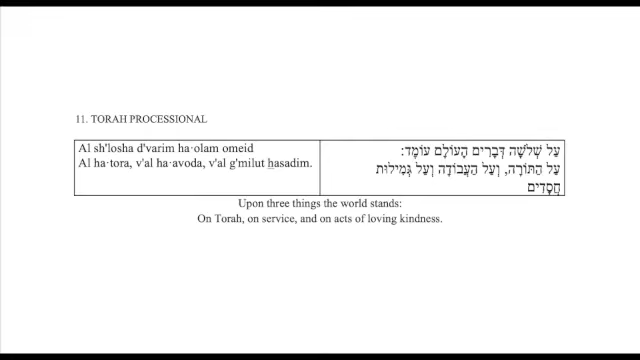 11. TORAH PROCESSIONAL
Al sh'losha d'varim ha·olam omeid
Al ha·tora, v'al ha·avoda, v'al g'milut hasadim.
עַל שְׁלֹשָׁה דְּבָרִים הָעוֹלָם עוֹמֵד:
עַל הַתּוֹרָה, וְעַל הָעֲבוֹדָה וְעַל גְּמִילוּת
חֲסָדִים
Upon three things the world stands:
On Torah, on service, and on acts of loving kindness.